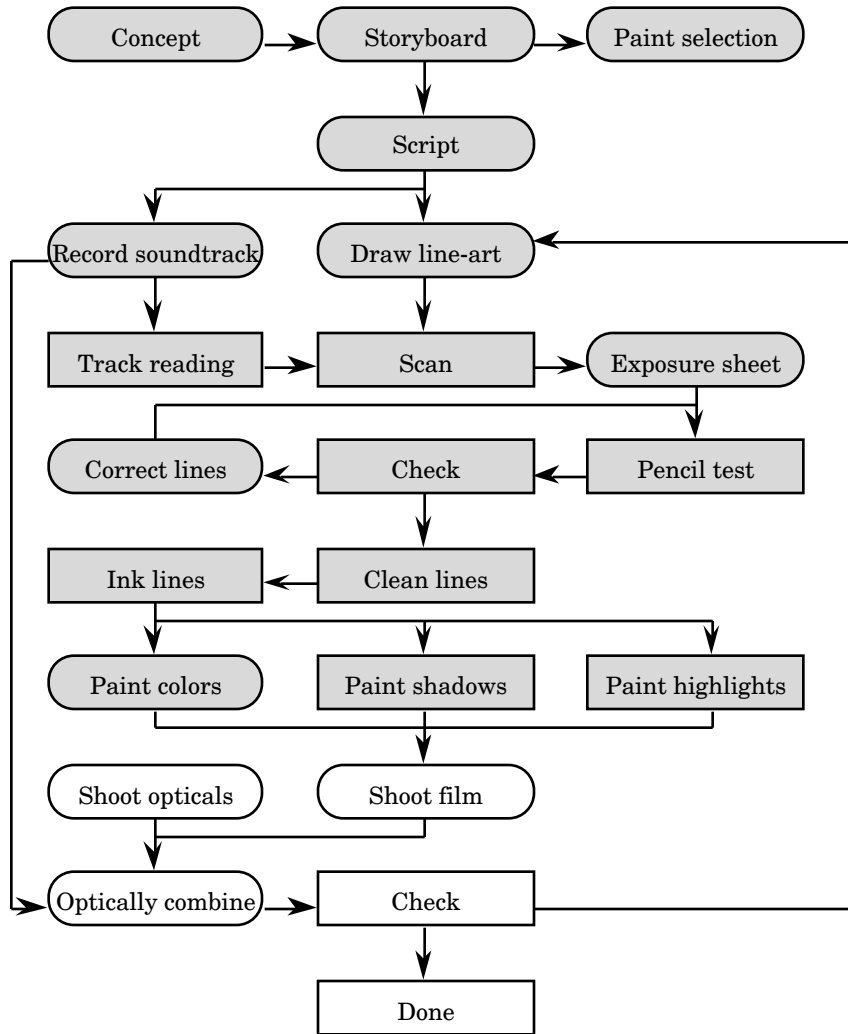 Concept
Storyboard
Paint selection
Script
Record soundtrack
Draw line-art
Track reading
Scan
Exposure sheet
Correct lines
Check
Pencil test
Ink lines
Clean lines
Paint colors
Paint shadows
Paint highlights
Shoot opticals
Shoot film
Optically combine
Check
Done